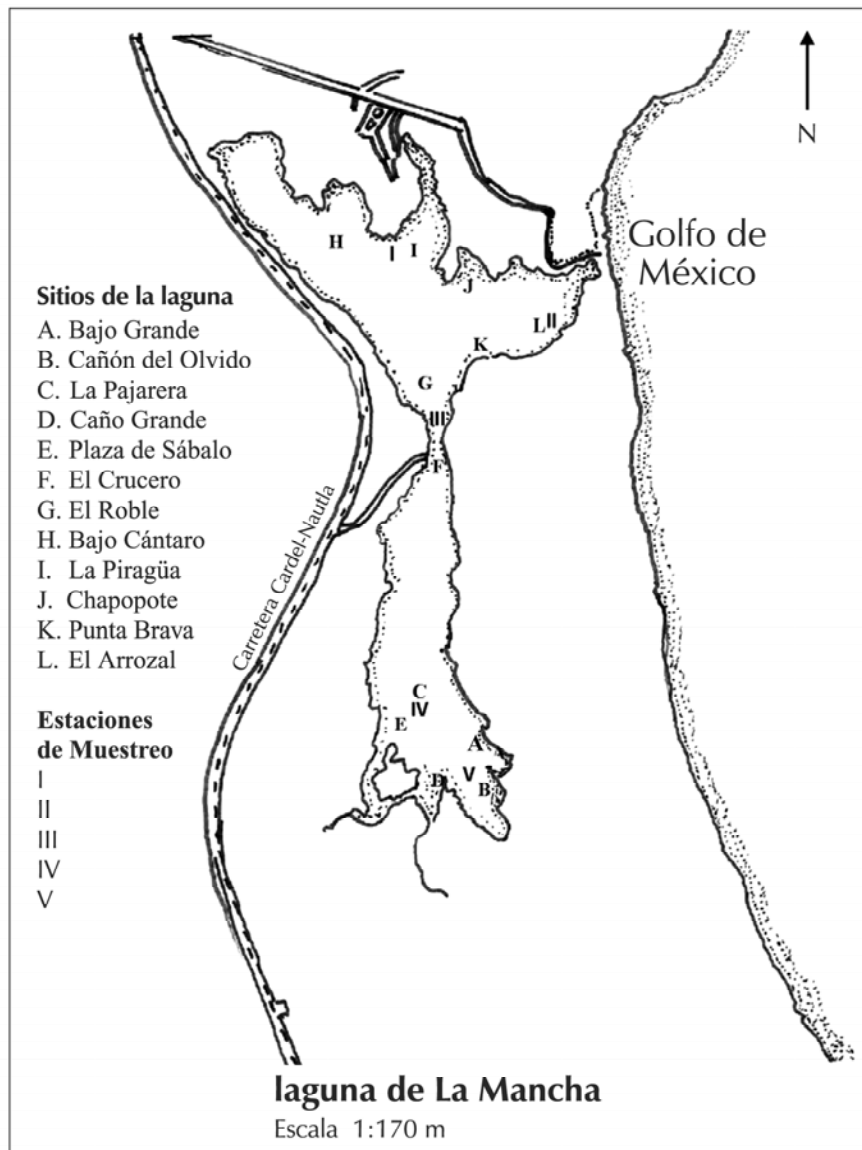 N
Golfo de
México
Sitios de la laguna
A. Bajo Grande
B. Cañón del Olvido
C. La Pajarera
D. Caño Grande
E. Plaza de Sábalo
F. El Crucero
G. El Roble
H. Bajo Cántaro
I. La Piragüa
J. Chapopote
K. Punta Brava
L. El Arrozal
Estaciones
de Muestreo
I
II
III
IV
V
Carretera Cardel-Nautla
H
I
I
J
L II
K
G
III
F
C
IV
E
A
V
B
laguna de La Mancha
Escala 1:170 m